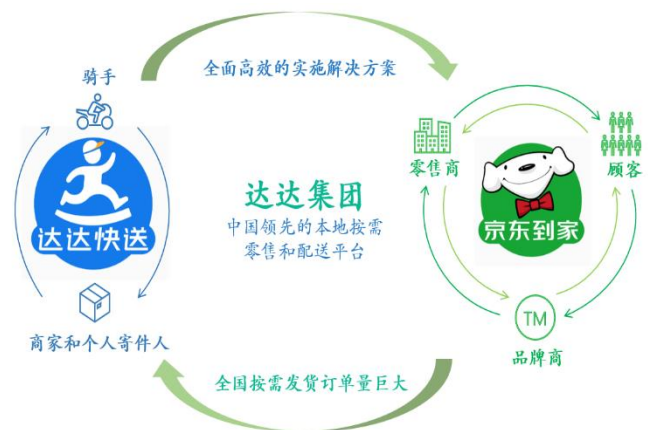 全面高效的实施解决方案
骑手
达达快送
商家和个人寄件人
达达集团
中国领先的本地按需
零售和配送平台
零售商
顾客
京东到家
TM
品牌商
全国按需发货订单量巨大